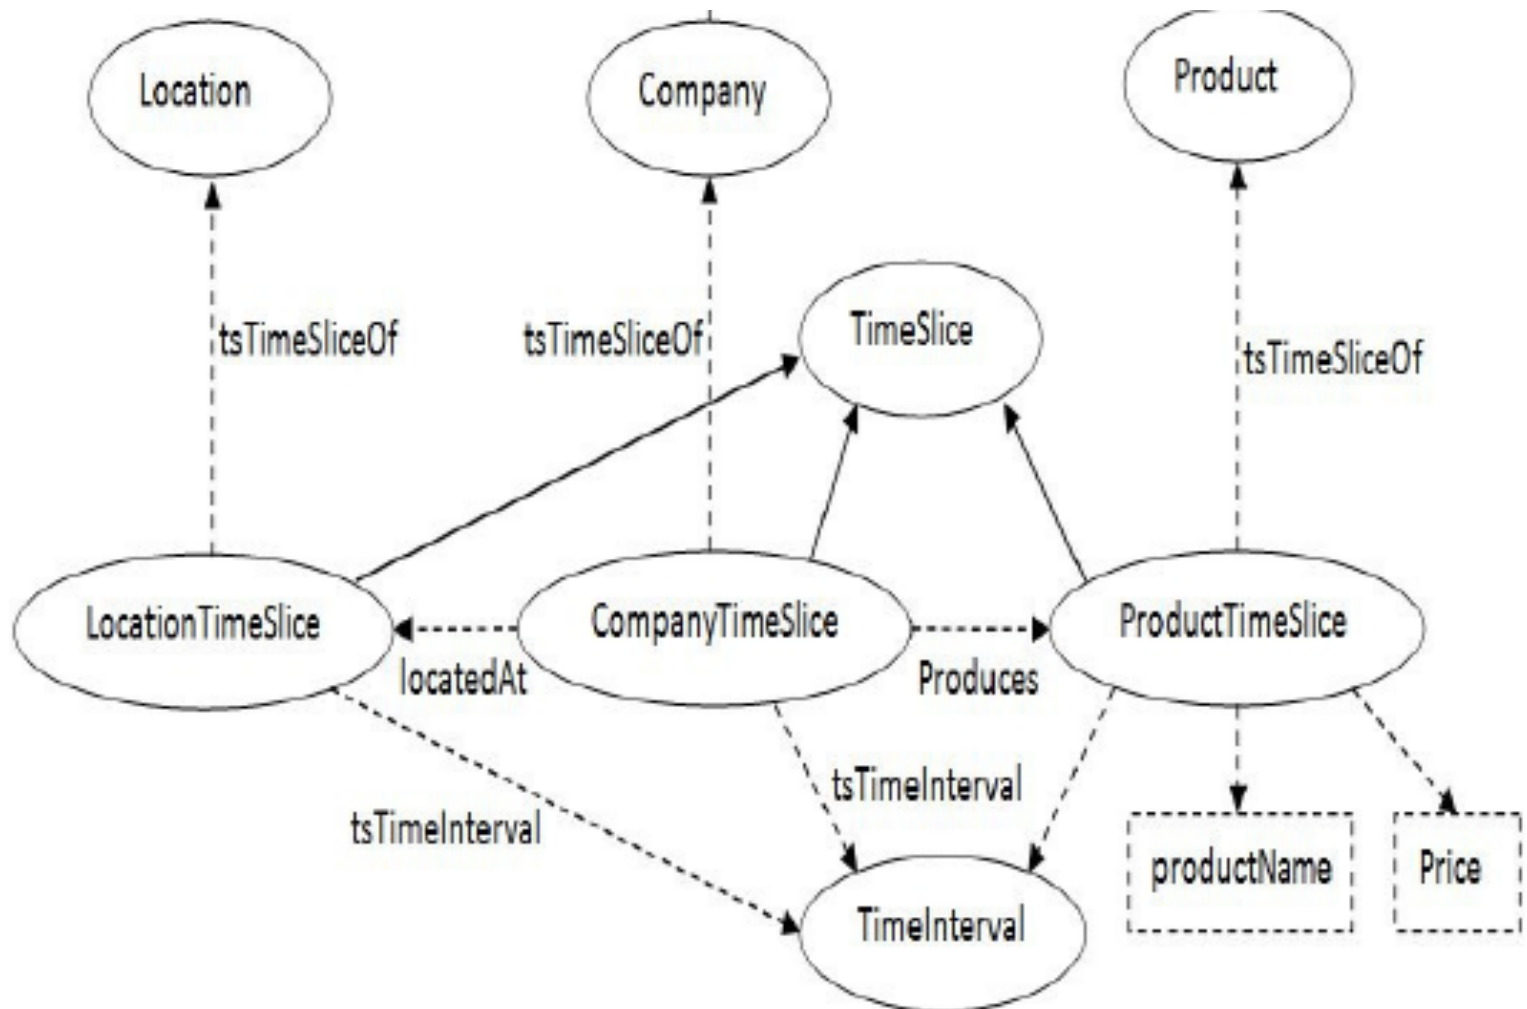 Location
Company
Product
tsTimeSliceOf
tsTimeSliceOf
TimeSlice
tsTimeSliceOf
LocationTimeSlice
CompanyTimeSlice
ProductTimeSlice
locatedAt
Produces
tsTimeInterval
tsTimeInterval
productName
Price
TimeInterval